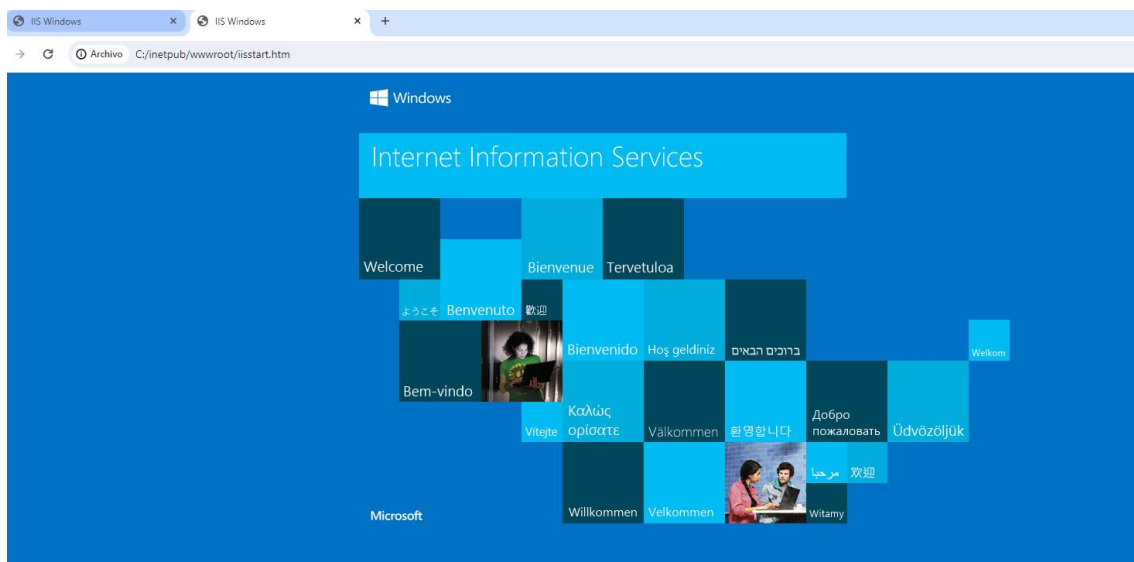 IIS Windows
IIS Windows
Archivo C:/inetpub/wwwroot/iisstart.htm
Windows
Internet Information Services
Welcome
Bienvenue
Tervetuloa
ようこそ
Benvenuto
歡迎
Bienvenido
Hoş geldiniz
ברוכים הבאים
Welkom
Bem-vindo
Vítejte
Καλώς
ορίσατε
Välkommen
환영합니다
Добро
пожаловать
Üdvözöljük
مرحبا
欢迎
Microsoft
Willkommen
Velkommen
Witamy